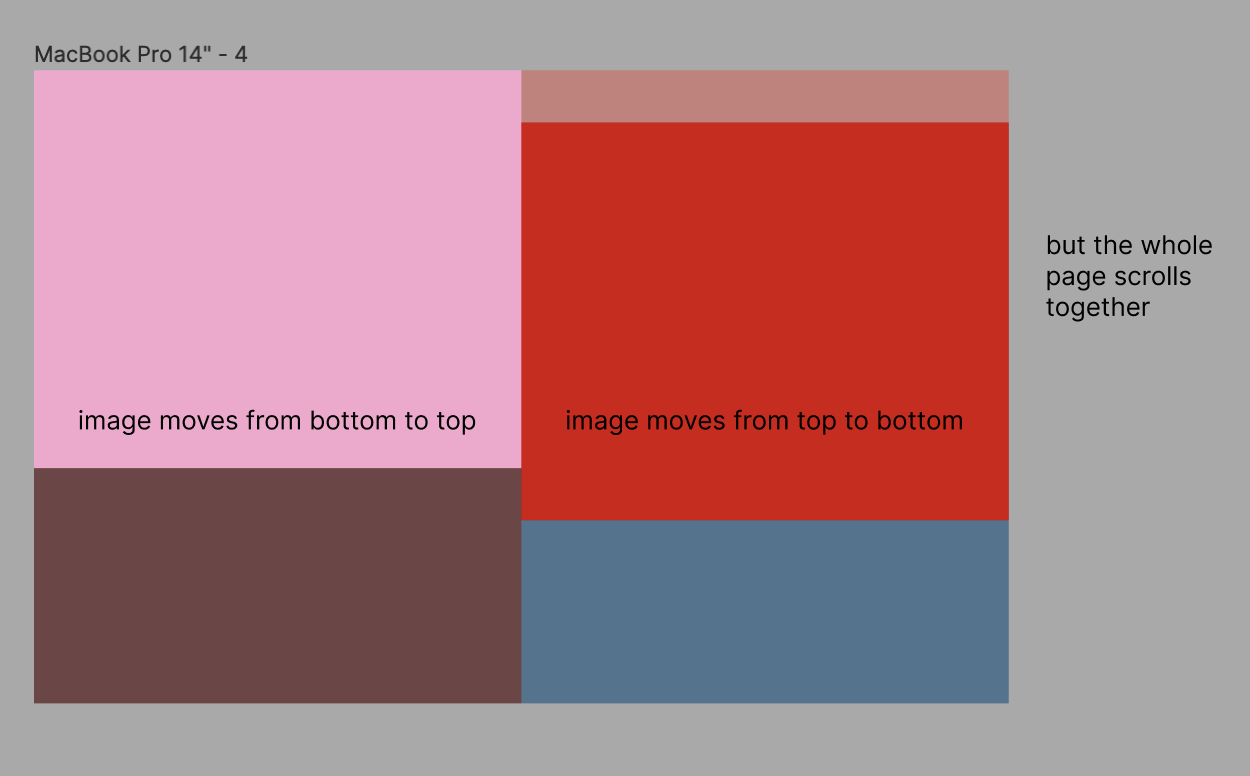 MacBook Pro 14" - 4
image moves from bottom to top
image moves from top to bottom
but the whole
page scrolls
together